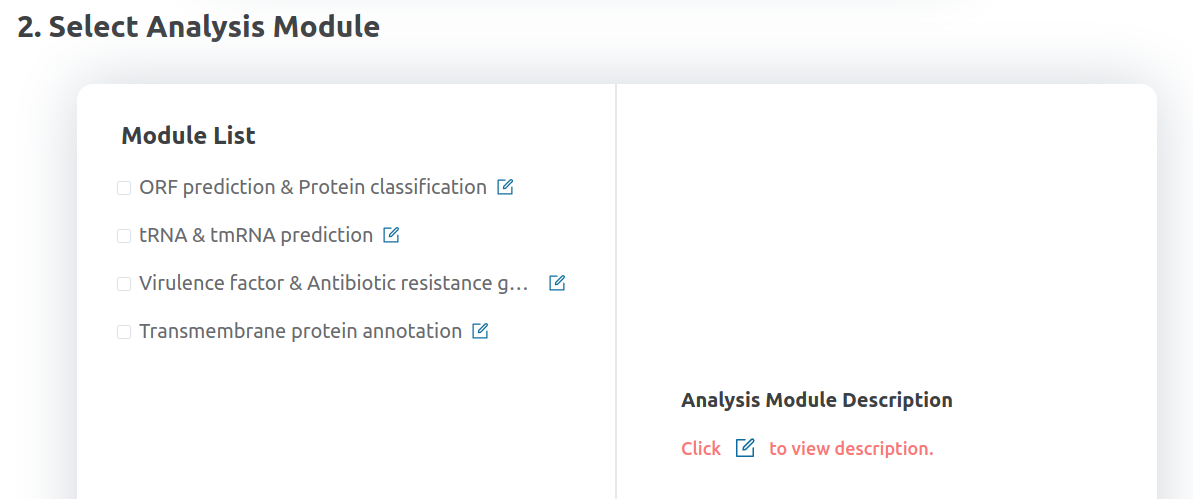 2. Select Analysis Module
Module List
ORF prediction & Protein classification
tRNA & tmRNA prediction
Virulence factor & Antibiotic resistance g...
Transmembrane protein annotation
Analysis Module Description
Click to view description.